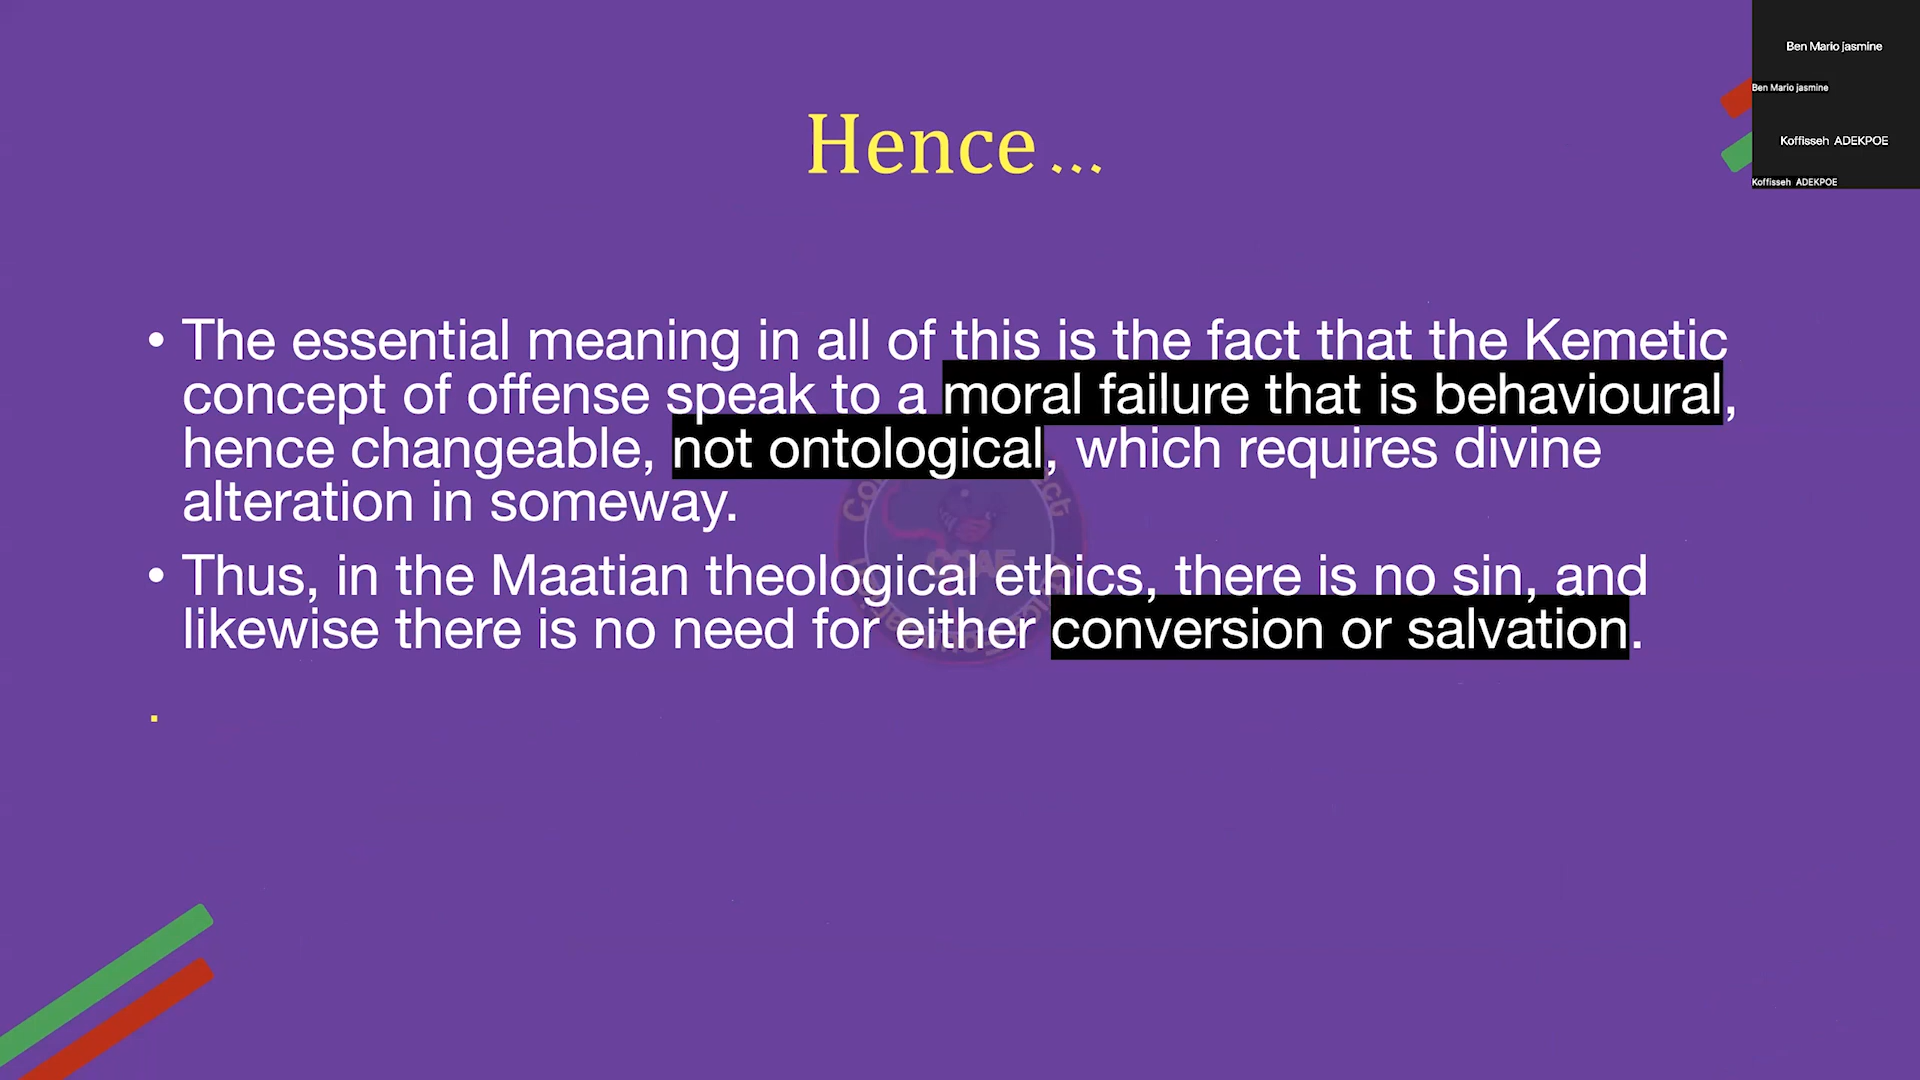 Hence...
• The essential meaning in all of this is the fact that the Kemetic
concept of offense speak to a moral failure that is behavioural,
hence changeable, not ontological, which requires divine
alteration in someway.
• Thus, in the Maatian theological ethics, there is no sin, and
likewise there is no need for either conversion or salvation.
Ben Mario jasmine
Ben Mario jasmine
Koffisseh ADEKPOE
Koffisseh ADEKPOE